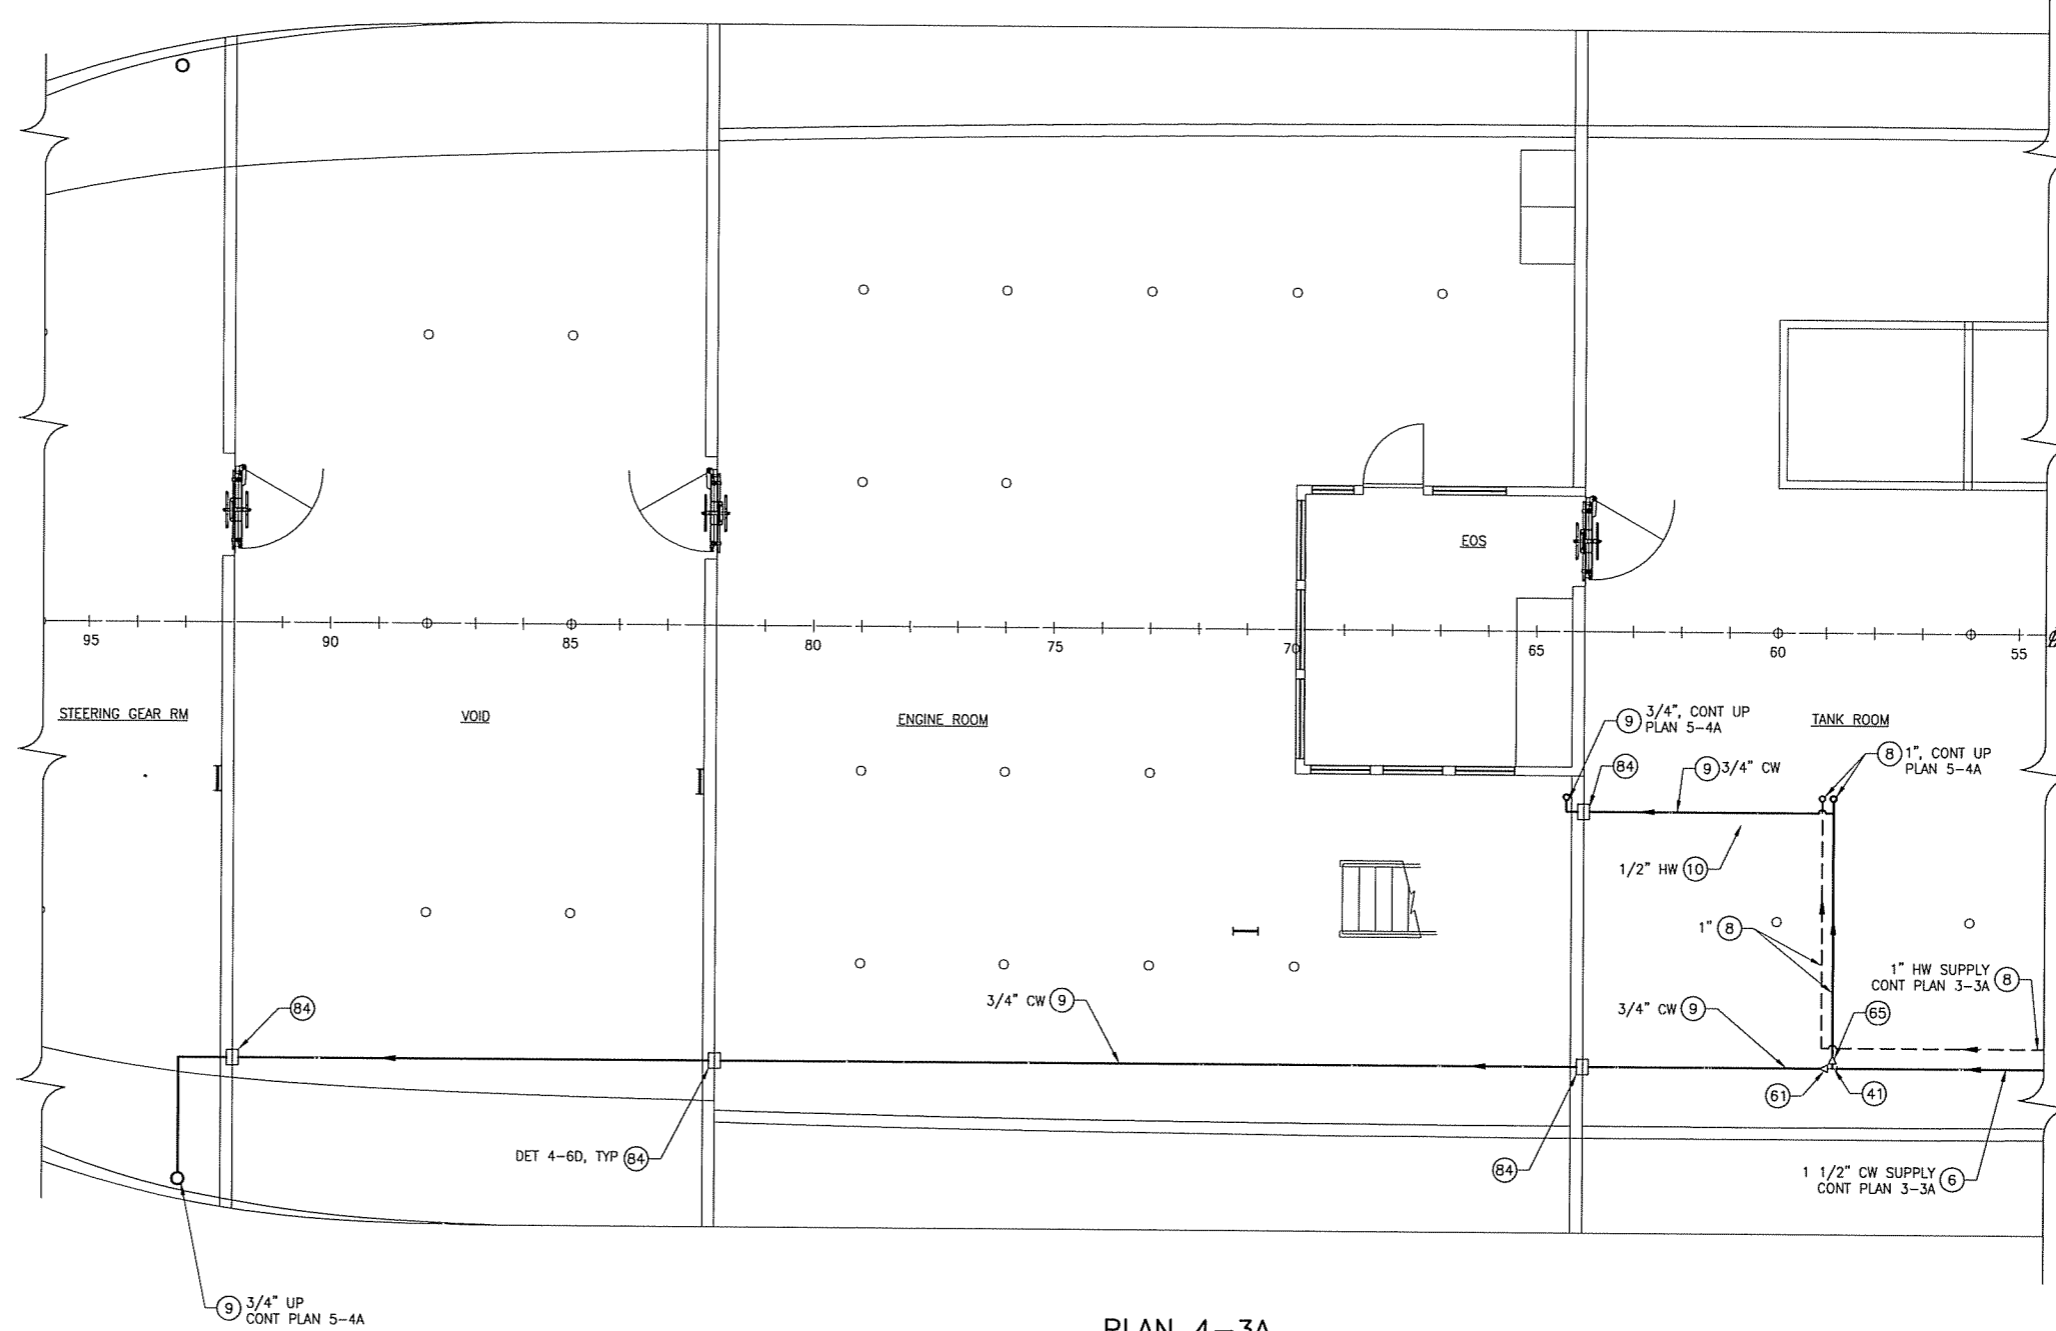 95
90
85
80
75
70
65
60
55
EOS
STEERING GEAR RM
VOID
ENGINE ROOM
TANK ROOM
9 3/4", CONT UP
PLAN 5-4A
84
9 3/4" CW
8 1", CONT UP
PLAN 5-4A
1/2" HW 10
1" 8
1" HW SUPPLY
CONT PLAN 3-3A 8
84
3/4" CW 9
3/4" CW 9
65
61
41
DET 4-6D, TYP 84
84
1 1/2" CW SUPPLY
CONT PLAN 3-3A 6
9 3/4" UP
CONT PLAN 5-4A
PLAN 4-3A